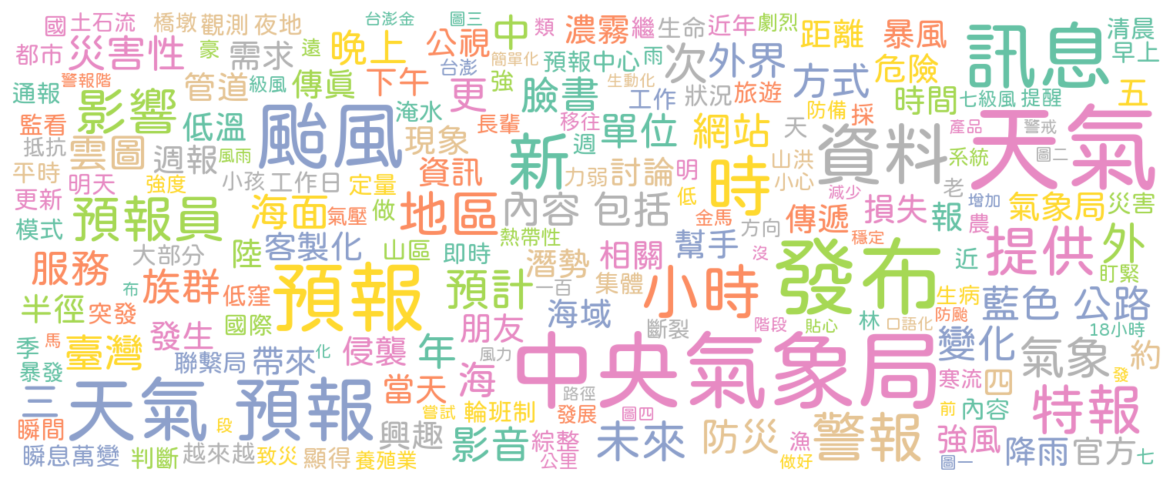 國 土石流 橋墩 觀測 夜地 台澎金 圖三 中 類 濃霧 繼 生命 近年 劇烈 距離 暴風 訊息 清晨
都市 災害性 豪 需求 遠 晚上 公視 預報中心 雨 次 外界 方式 危險 早上
警報階 管道 級風 傳真 下午 台澎 強 簡單化 生動化 臉書 工作 狀況 旅遊 時間 七級風 提醒 五
通報 影響 低溫 淹水 更 長輩 移往 單位 網站 防備 採 天氣
監看 颱風 現象 新 週 天 資料 產品 警戒
抵抗 雲圖 週報 風雨 資訊 力弱 討論 明 時 山洪 系統 圖二
平時 明天 強度 小孩 工作日 定量 低 小心 減少 老 增加 氣象局 災害
更新 預報員 海面 氣壓 做 地區 內容 包括 金馬 傳遞 損失 報 農
模式 客製化 熱帶性 方向 穩定
大部分 陸 山區 即時 潛勢 相關 幫手 沒 發布 近 提供 外
服務 族群 低窪 預報 預計 一百 集體 小時 生病 盯緊
半徑 突發 布 國際 海域 防颱 藍色 公路
季 馬 臺灣 發生 朋友 斷裂 階段 貼心 林 口語化 18小時
暴發 聯繫局 帶來 化 侵襲 年 風力 中央氣象局 變化 氣象 約
三 天氣 預報 當天 海 路徑 寒流 四 發
瞬間 段 嘗試 輪班制 發展 圖四 前 內容 特報
瞬息萬變 判斷 越來越 興趣 影音 綜整 未來 防災 漁 警報 強風 降雨 官方
致災 顯得 養殖業 公里 做好 圖一 七